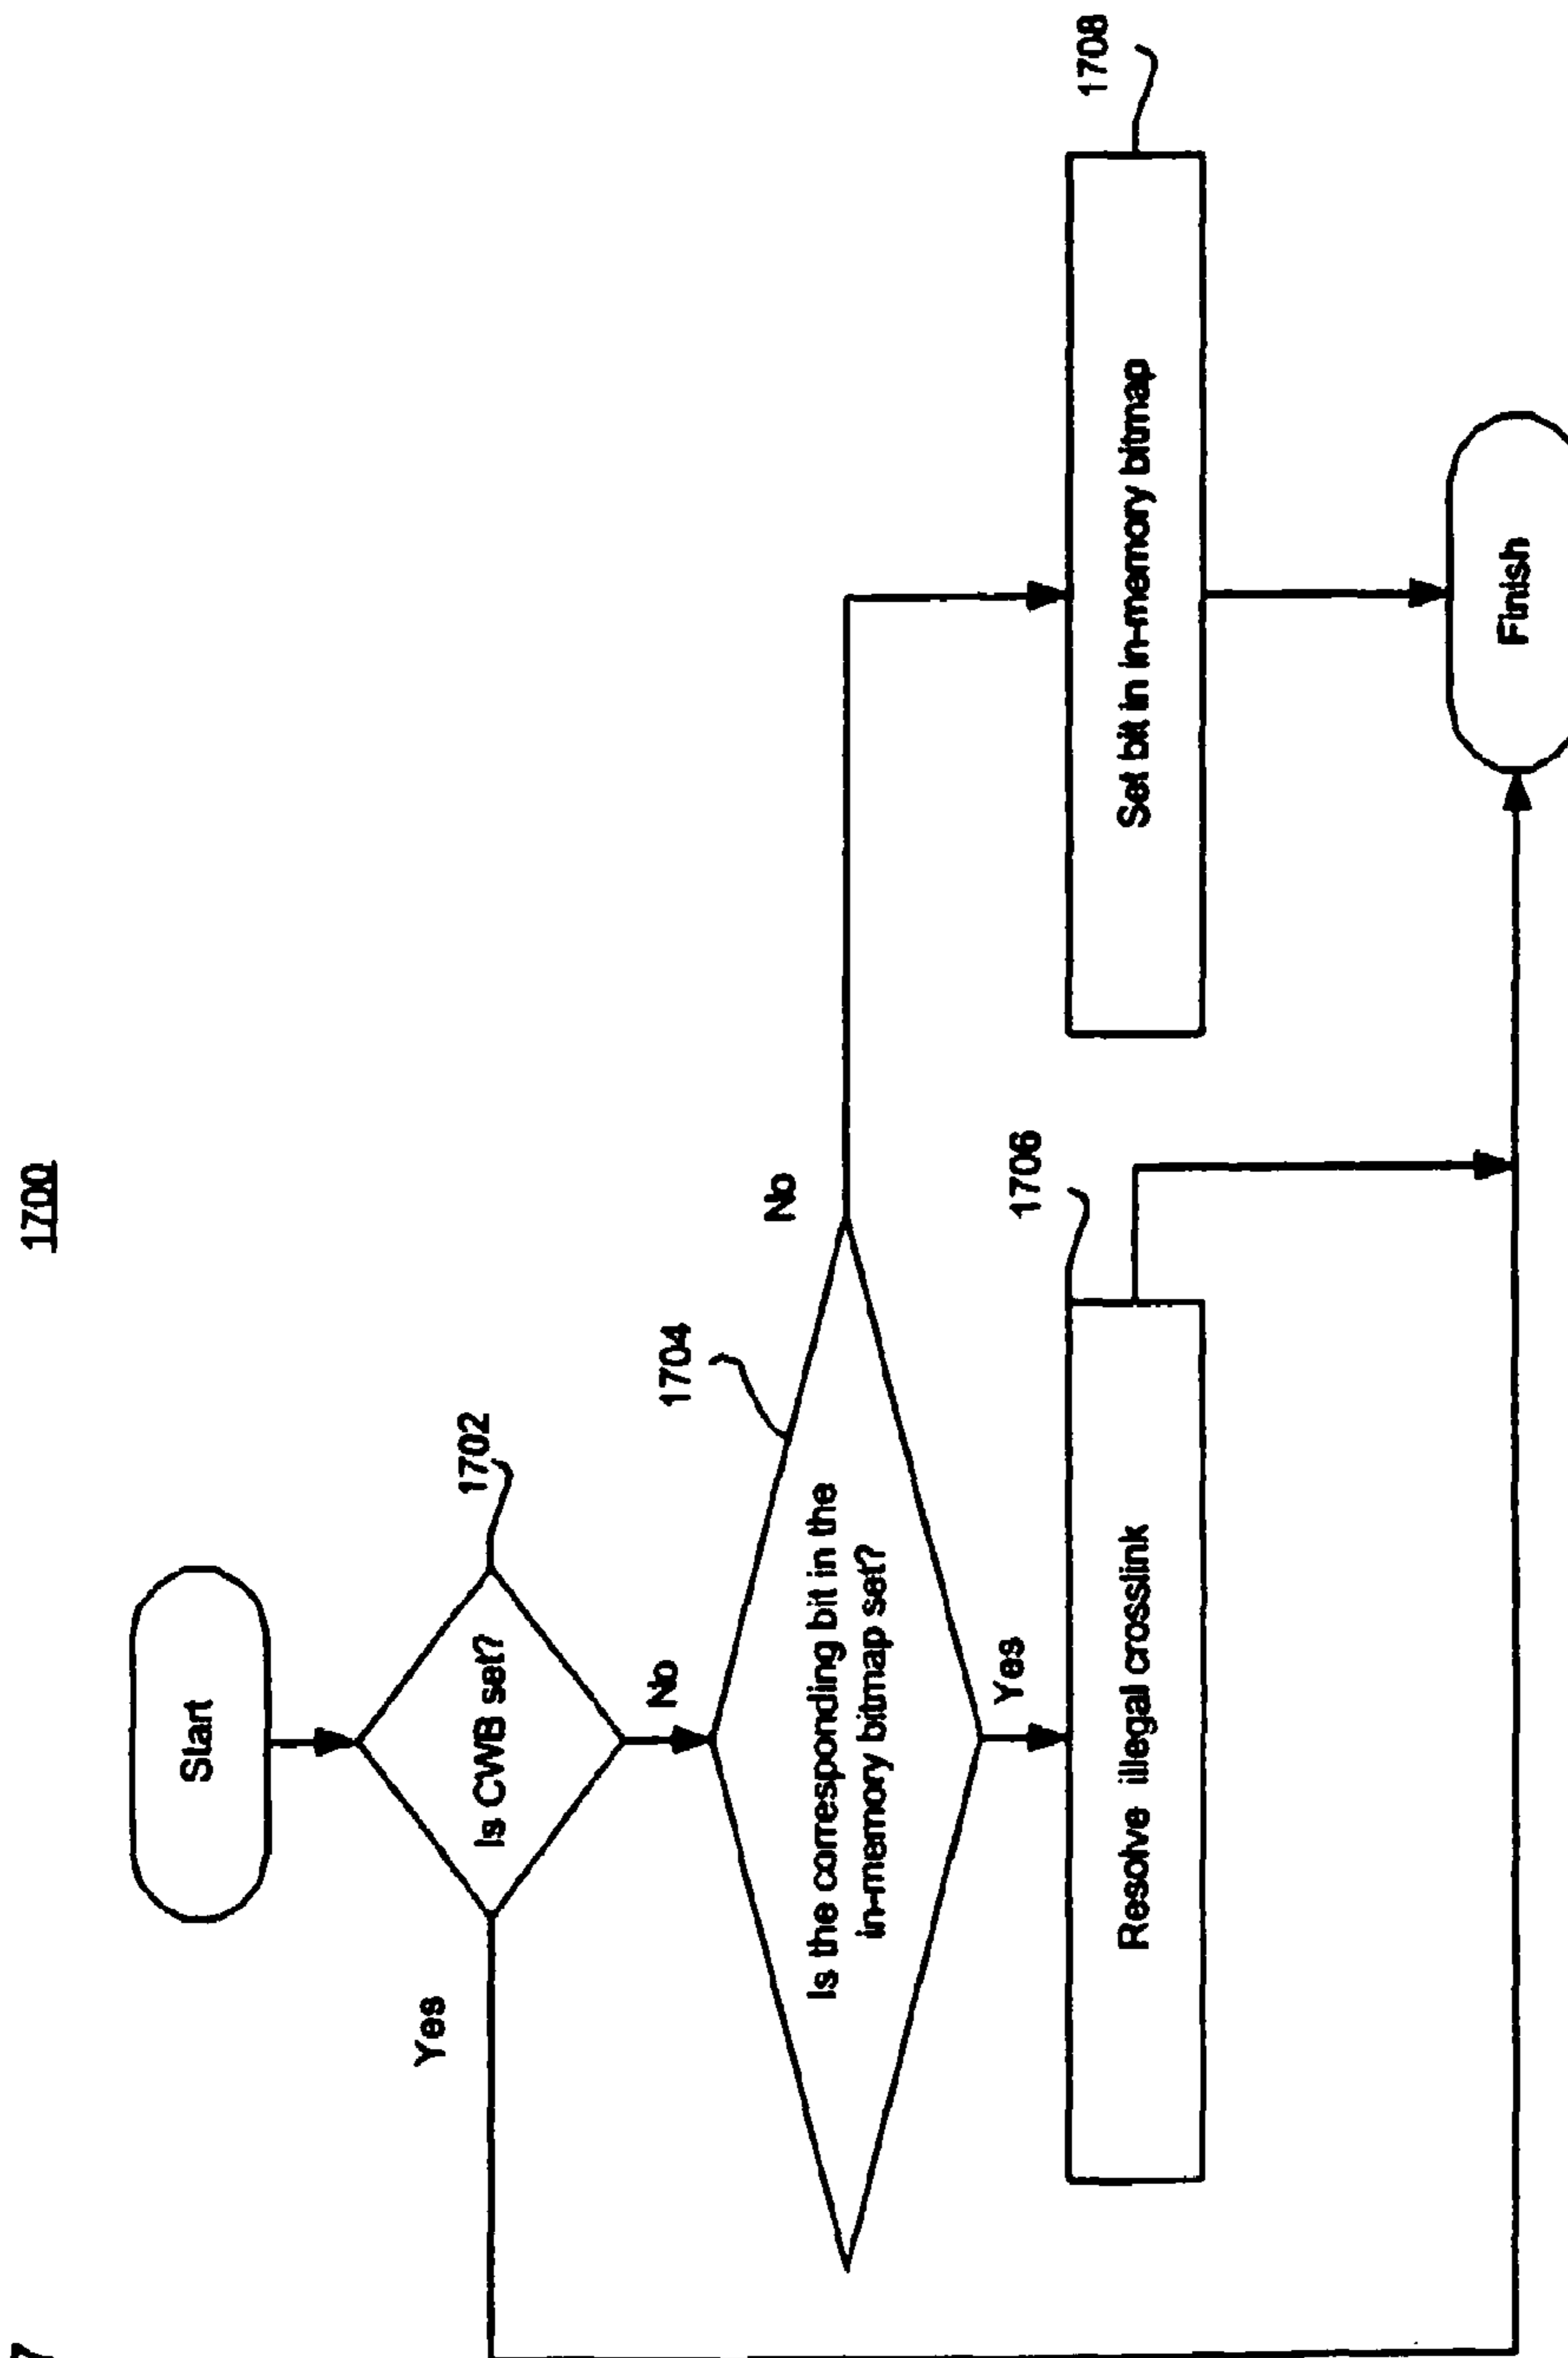 1700
Start
1702
Is CWB set?
Yes
No
1704
Is the corresponding bit in the
in-memory bitmap set?
No
Yes
1706
Resolve illegal crosslink
1708
Set bit in in-memory bitmap
Finish